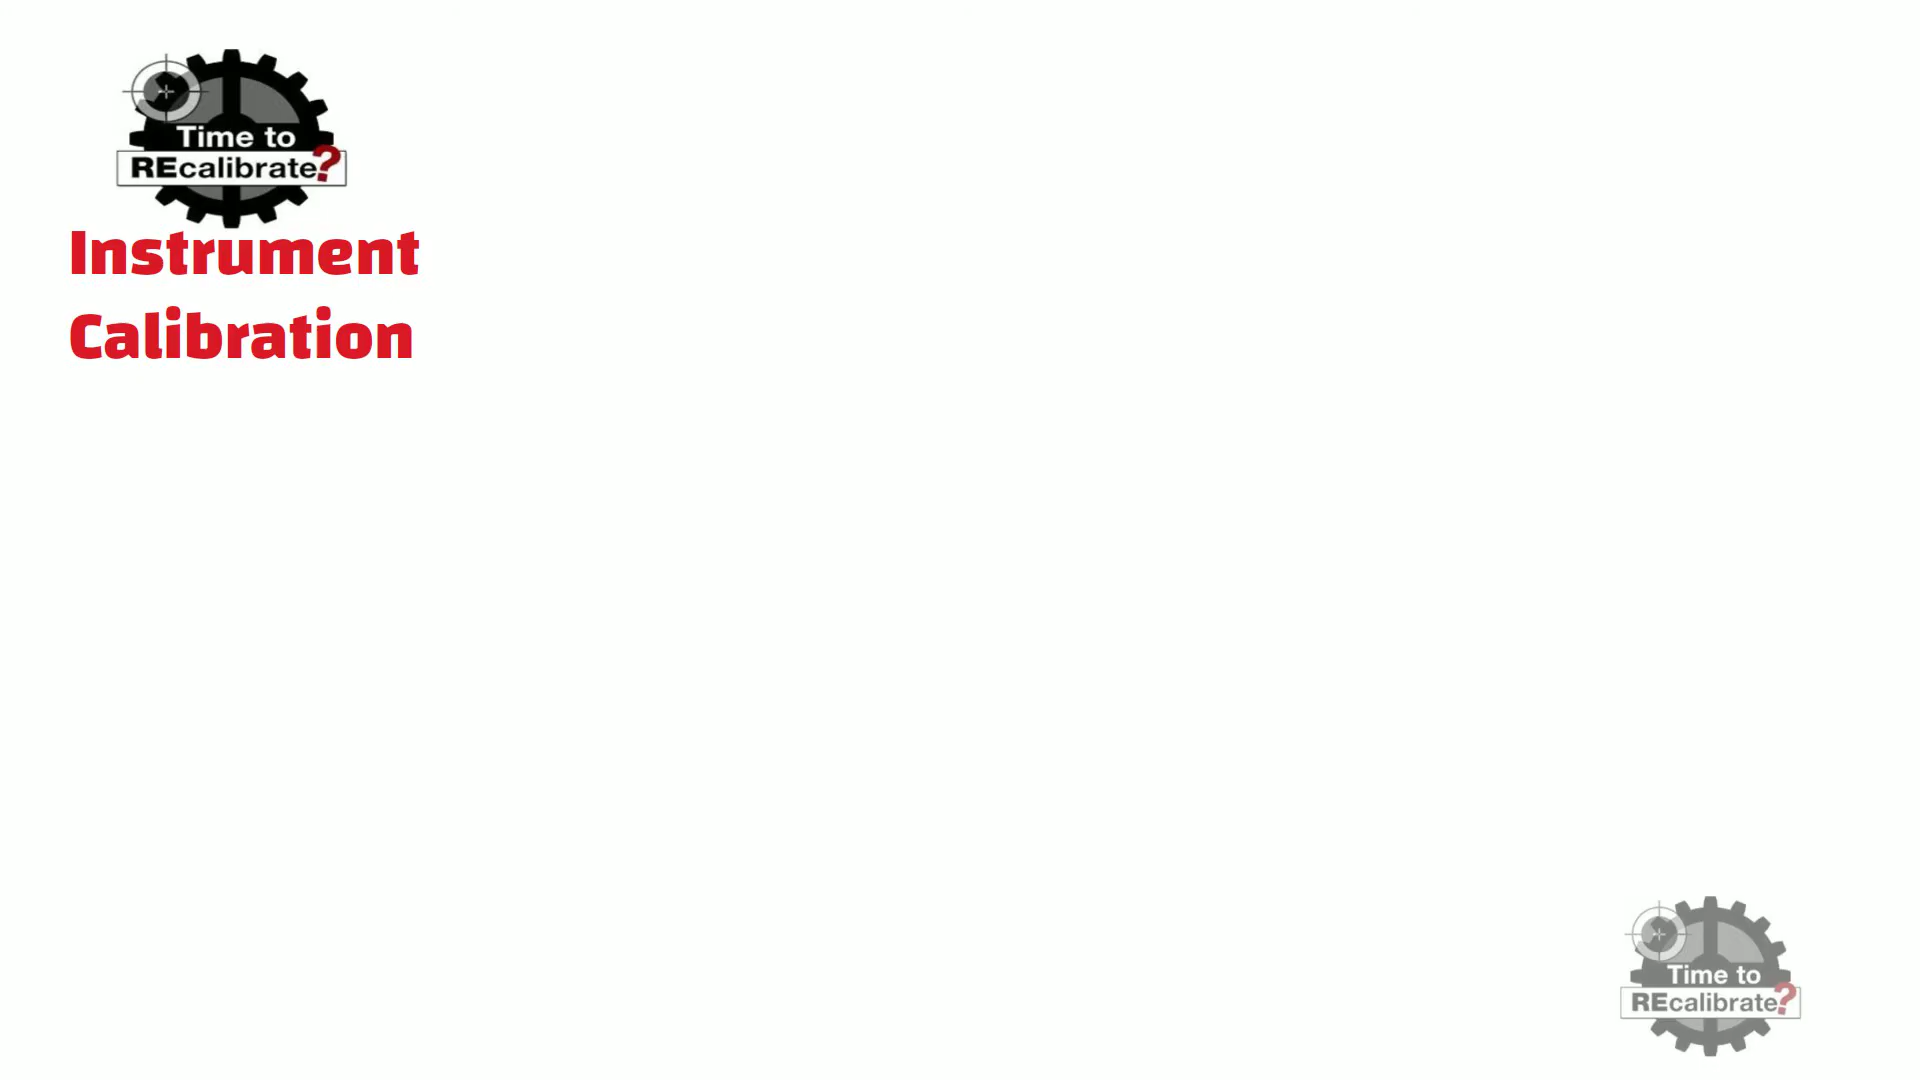 Time to
REcalibrate?
Instrument
Calibration
Time to
REcalibrate?